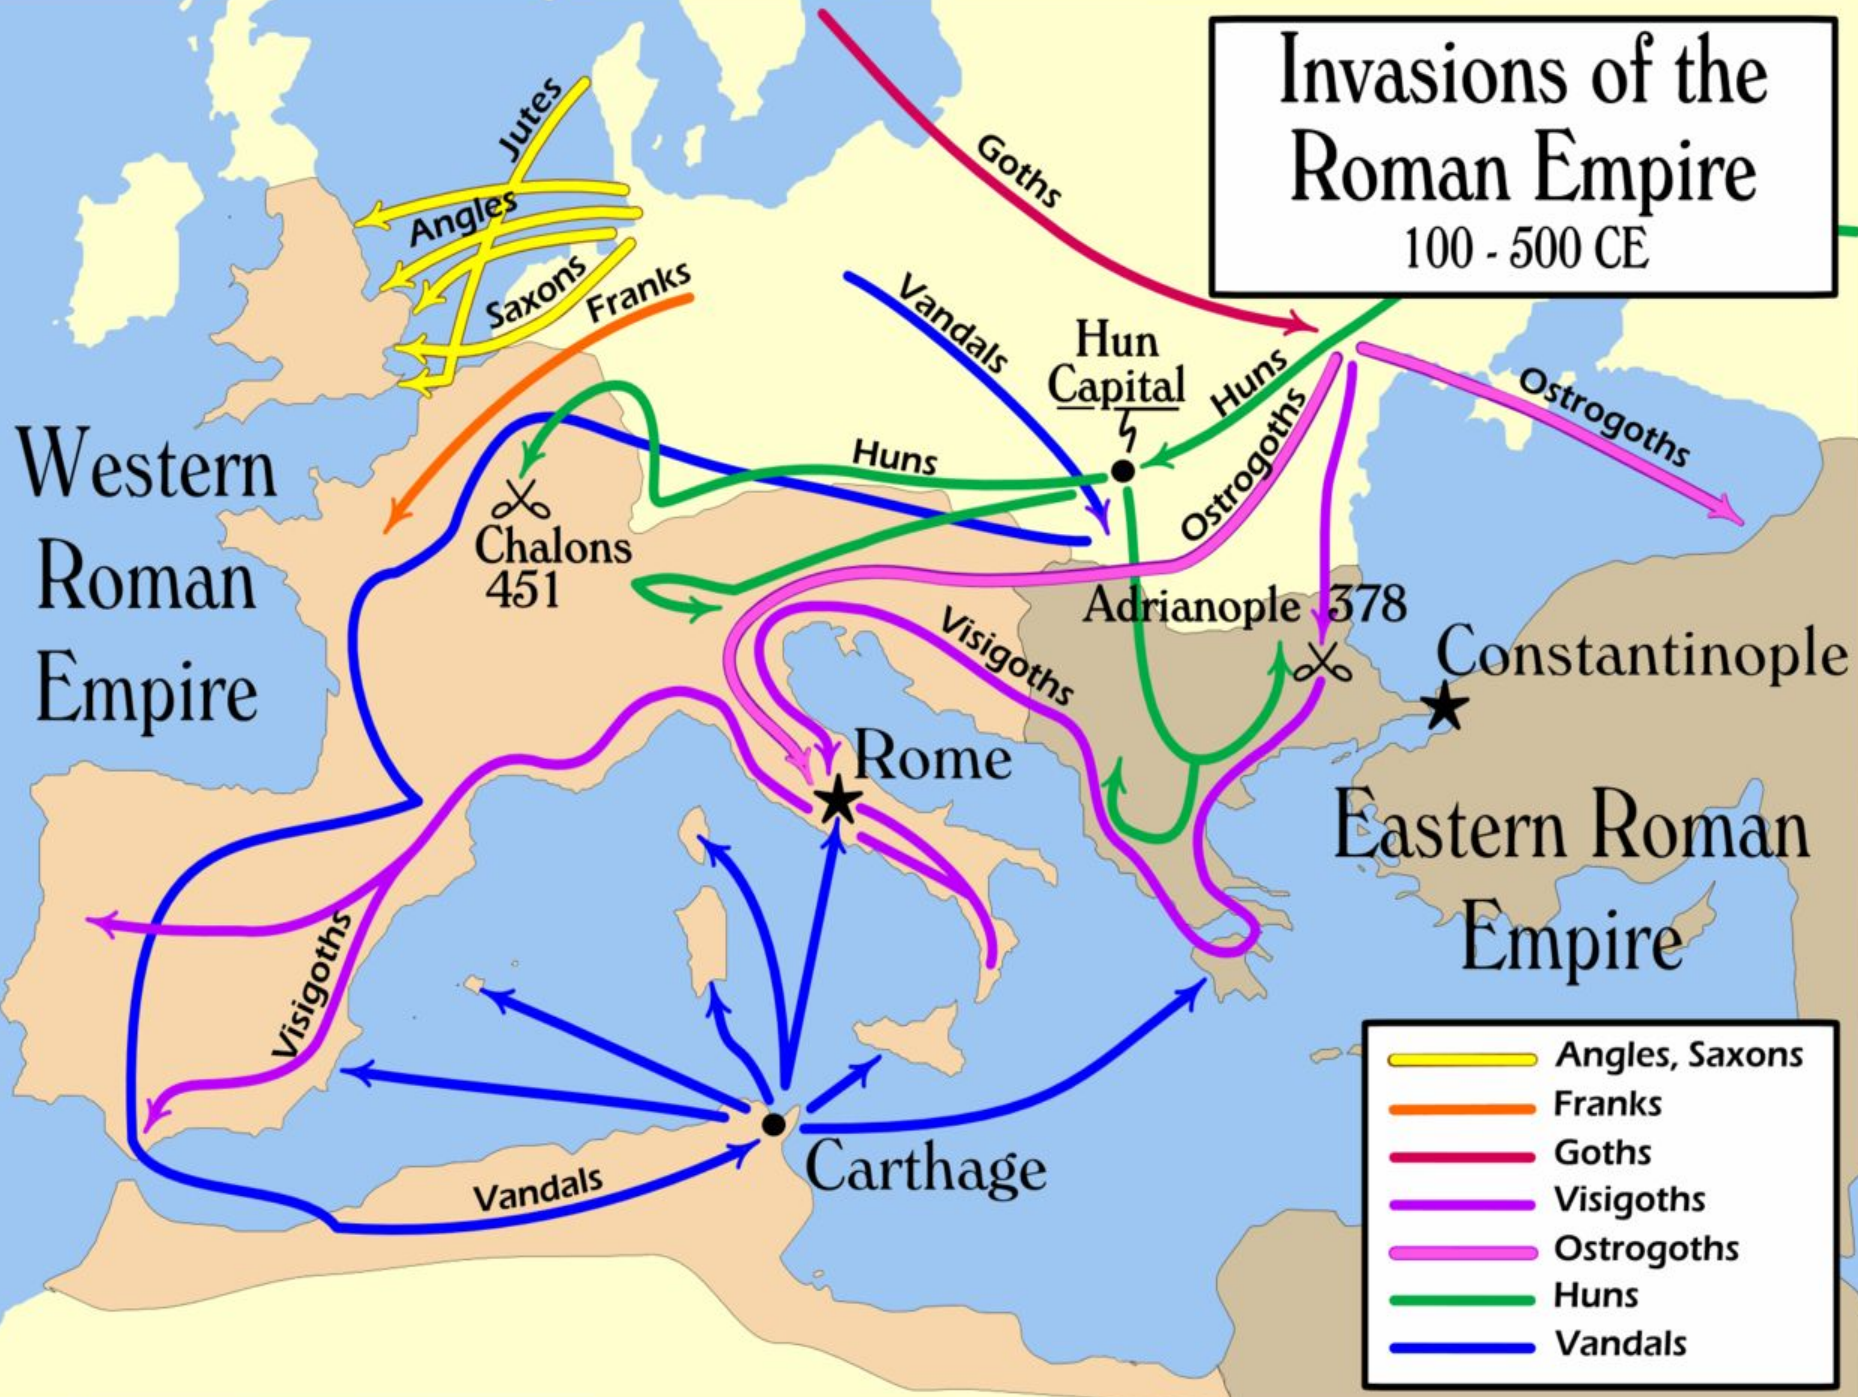 Invasions of the
Roman Empire
100 - 500 CE
Jutes
Angles
Saxons
Franks
Goths
Vandals
Hun
Capital
Huns
Ostrogoths
Ostrogoths
Huns
Western
Roman
Empire
Chalons
451
Adrianople 378
Constantinople
Visigoths
Rome
Eastern Roman
Empire
Visigoths
Carthage
Vandals
Angles, Saxons
Franks
Goths
Visigoths
Ostrogoths
Huns
Vandals